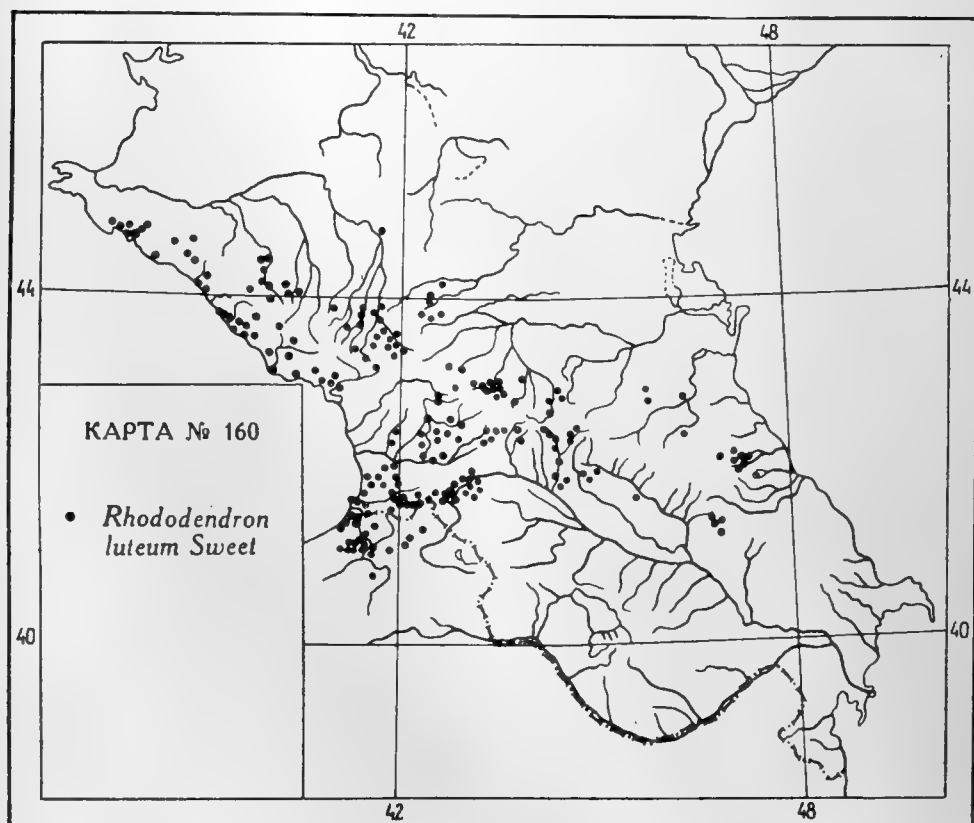 42 48
44 44
КАРТА № 160
Rhododendron
luteum Sweet
40 40
42 48